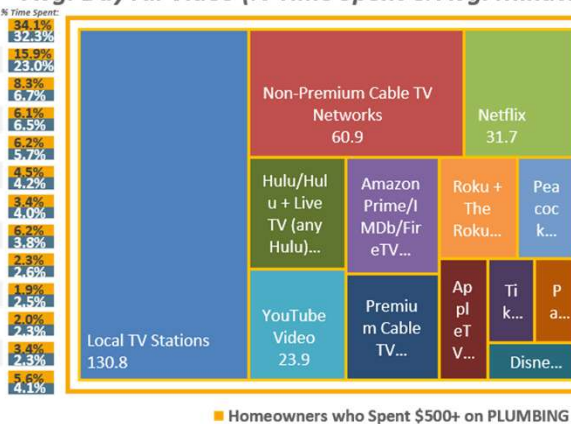 % Time Spent:
34.1%
32.3%
15.9%
23.0%
8.3%
6.7%
6.1%
6.5%
6.2%
5.7%
4.5%
4.2%
3.4%
4.0%
6.2%
3.8%
2.3%
2.6%
1.9%
2.5%
2.0%
2.3%
3.4%
2.3%
5.6%
4.1%
Local TV Stations
130.8
Non-Premium Cable TV
Networks
60.9
Netflix
31.7
Hulu/Hul
u + Live
TV (any
Hulu)...
Amazon
Prime/I
MDb/Fir
eTV...
Roku +
The
Roku...
Pea
coc
k...
YouTube
Video
23.9
Premiu
m Cable
TV...
Ap
pl
eT
V...
Ti
k...
P
a...
Disne...
Homeowners who Spent $500+ on PLUMBING